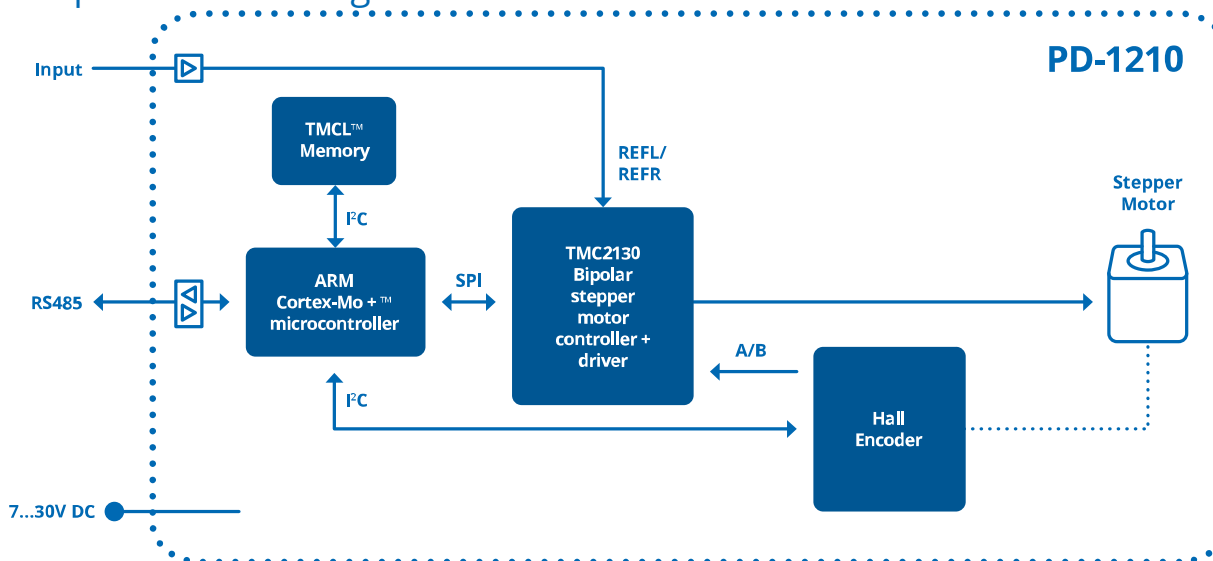 PD-1210
Input
TMCL™
Memory
REFL/
REFR
Stepper
Motor
I²C
TMC2130
Bipolar
stepper
motor
controller +
driver
ARM
Cortex-Mo + ™
microcontroller
SPI
RS485
A/B
I²C
Hall
Encoder
7...30V DC